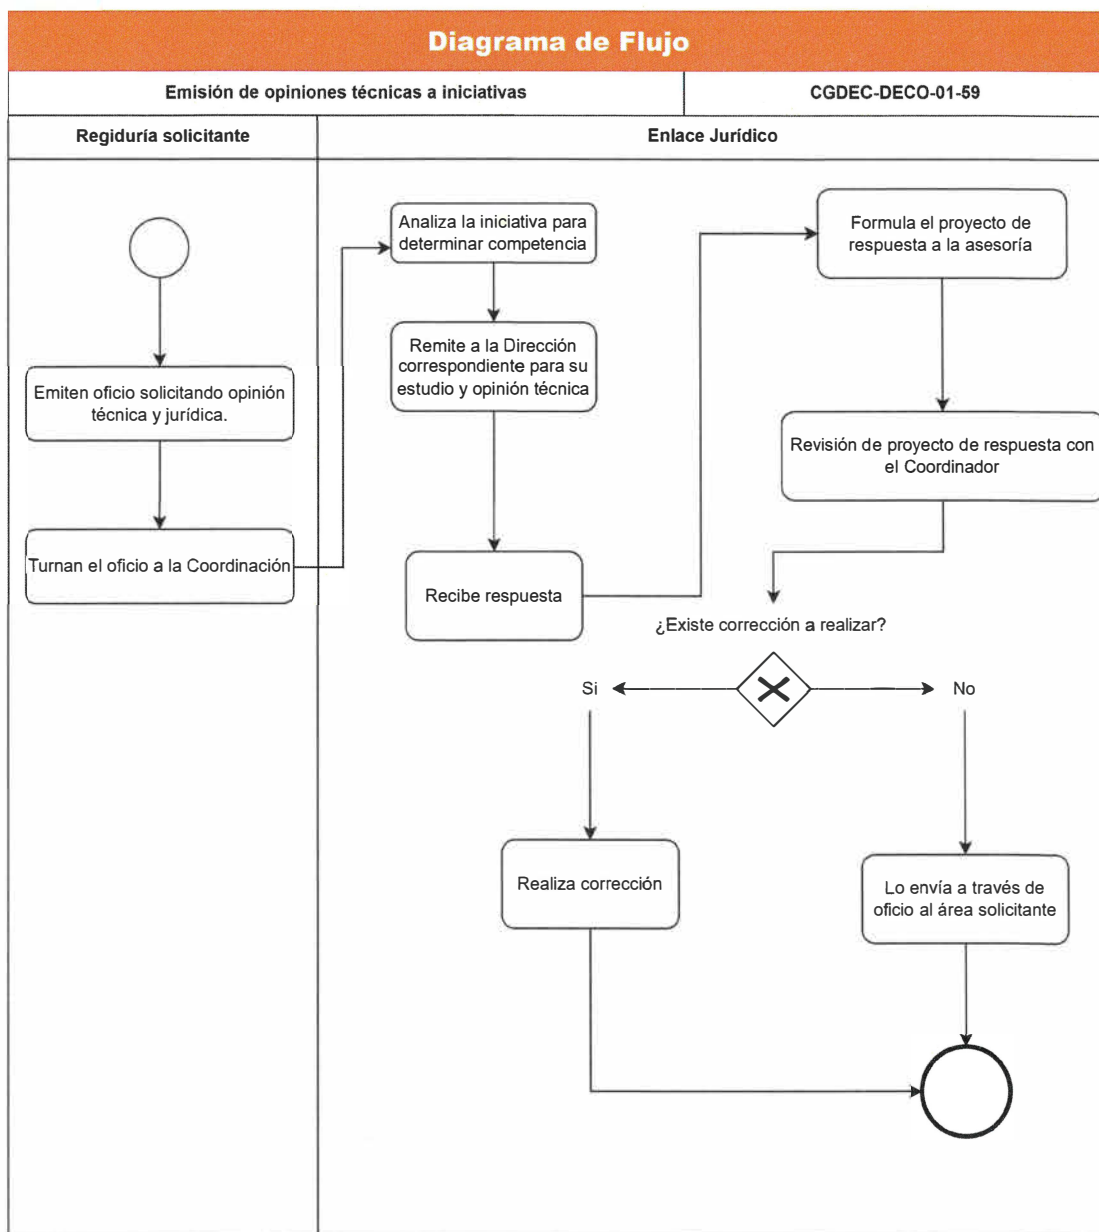 Diagrama de Flujo
Emisión de opiniones técnicas a iniciativas
CGDEC-DECO-01-59
Regiduría solicitante
Enlace Jurídico
Emiten oficio solicitando opinión
técnica y jurídica.
Turnan el oficio a la Coordinación
Analiza la iniciativa para
determinar competencia
Remite a la Dirección
correspondiente para su
estudio y opinión técnica
Recibe respuesta
Formula el proyecto de
respuesta a la asesoría
Revisión de proyecto de respuesta con
el Coordinador
¿Existe corrección a realizar?
Si
No
Realiza corrección
Lo envía a través de
oficio al área solicitante